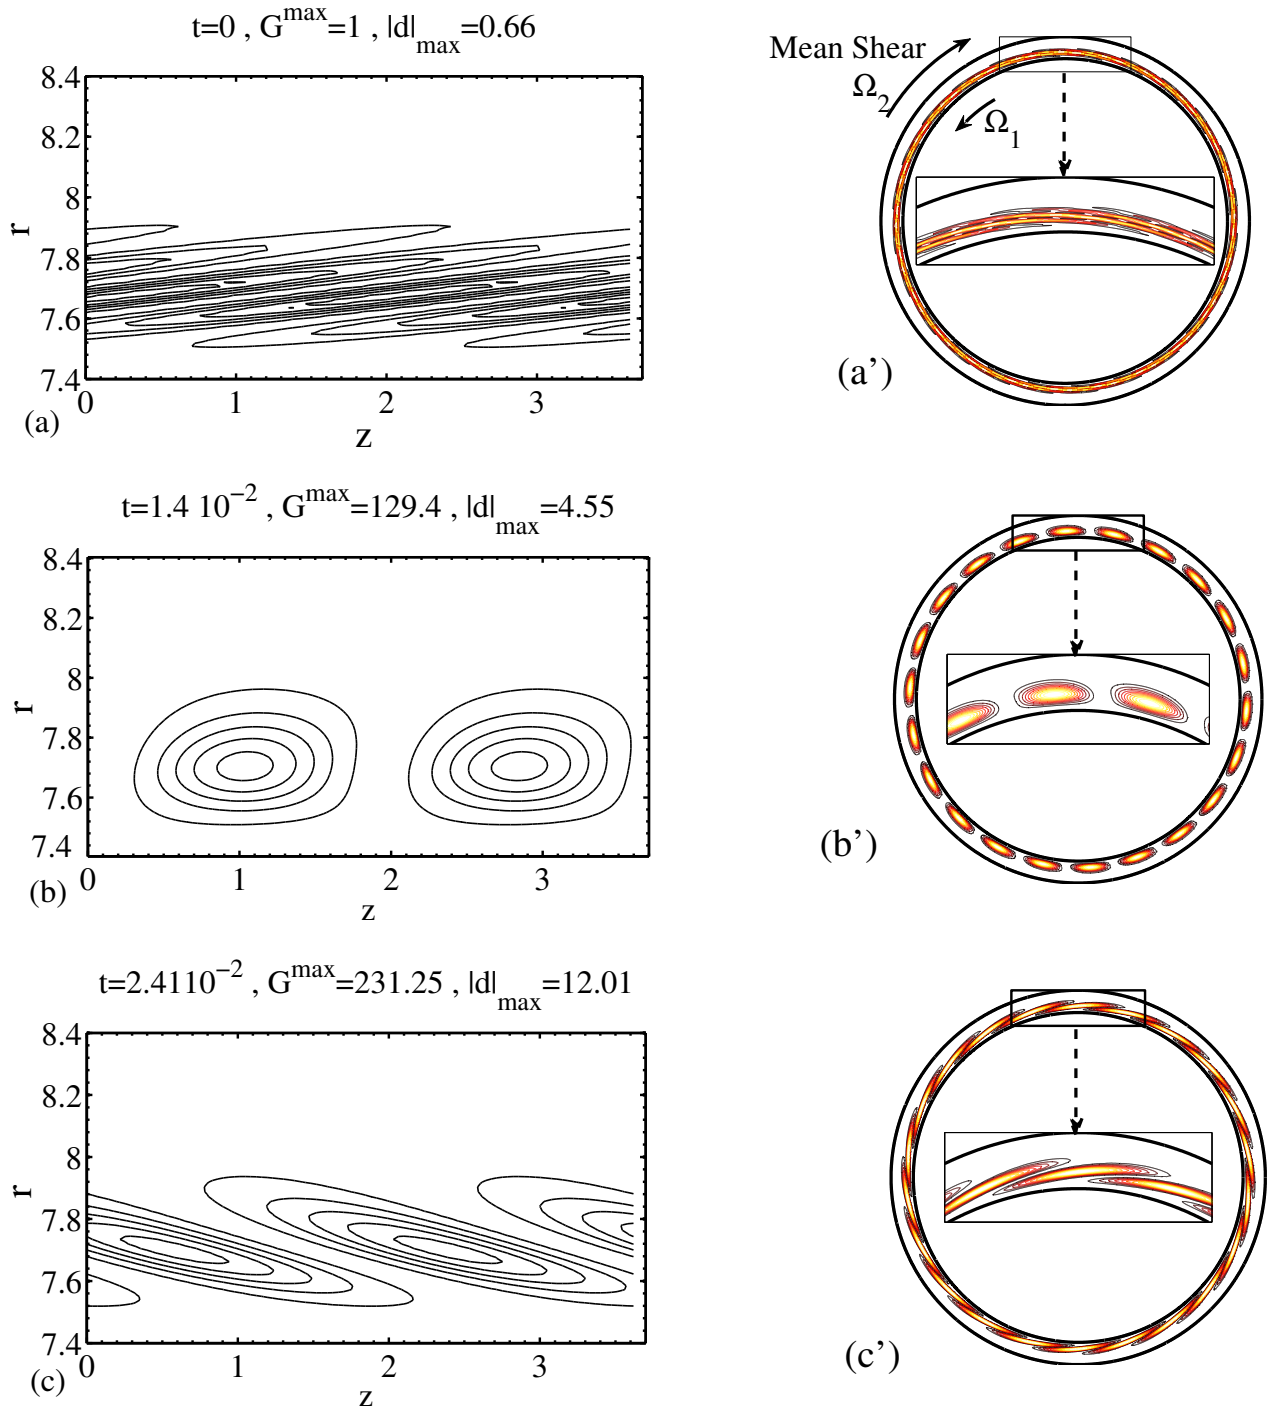 t=0 , G^max=1 , |d|_max=0.66
8.4
8.2
8
7.8
7.6
7.4
r
0 1 2 3
z
(a)
Mean Shear
Ω_2
Ω_1
(a')
t=1.4 10^−2 , G^max=129.4 , |d|_max=4.55
8.4
8.2
8
7.8
7.6
7.4
r
0 1 2 3
z
(b)
(b')
t=2.4110^−2 , G^max=231.25 , |d|_max=12.01
8.4
8.2
8
7.8
7.6
7.4
r
0 1 2 3
z
(c)
(c')